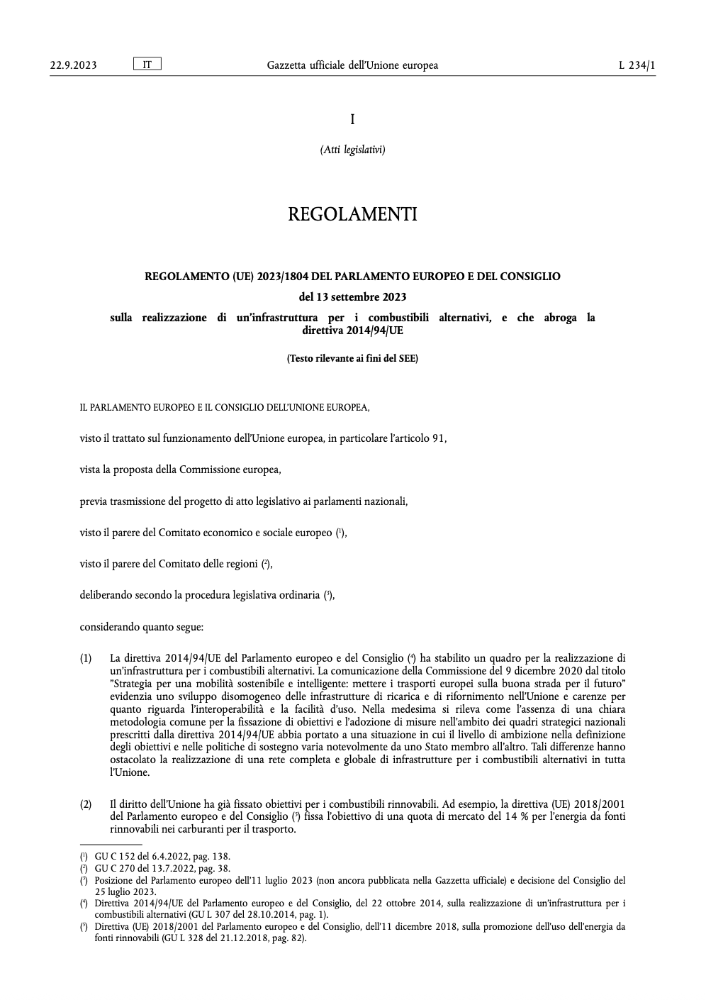 22.9.2023 IT Gazzetta ufficiale dell'Unione europea L 234/1
I
(Atti legislativi)
REGOLAMENTI
REGOLAMENTO (UE) 2023/1804 DEL PARLAMENTO EUROPEO E DEL CONSIGLIO
del 13 settembre 2023
sulla realizzazione di un'infrastruttura per i combustibili alternativi, e che abroga la
direttiva 2014/94/UE
(Testo rilevante ai fini del SEE)
IL PARLAMENTO EUROPEO E IL CONSIGLIO DELL'UNIONE EUROPEA,
visto il trattato sul funzionamento dell'Unione europea, in particolare l'articolo 91,
vista la proposta della Commissione europea,
previa trasmissione del progetto di atto legislativo ai parlamenti nazionali,
visto il parere del Comitato economico e sociale europeo (¹),
visto il parere del Comitato delle regioni (²),
deliberando secondo la procedura legislativa ordinaria (³),
considerando quanto segue:
(1) La direttiva 2014/94/UE del Parlamento europeo e del Consiglio (⁴) ha stabilito un quadro per la realizzazione di
un'infrastruttura per i combustibili alternativi. La comunicazione della Commissione del 9 dicembre 2020 dal titolo
"Strategia per una mobilità sostenibile e intelligente: mettere i trasporti europei sulla buona strada per il futuro"
evidenzia uno sviluppo disomogeneo delle infrastrutture di ricarica e di rifornimento nell'Unione e carenze per
quanto riguarda l'interoperabilità e la facilità d'uso. Nella medesima si rileva come l'assenza di una chiara
metodologia comune per la fissazione di obiettivi e l'adozione di misure nell'ambito dei quadri strategici nazionali
prescritti dalla direttiva 2014/94/UE abbia portato a una situazione in cui il livello di ambizione nella definizione
degli obiettivi e nelle politiche di sostegno varia notevolmente da uno Stato membro all'altro. Tali differenze hanno
ostacolato la realizzazione di una rete completa e globale di infrastrutture per i combustibili alternativi in tutta
l'Unione.
(2) Il diritto dell'Unione ha già fissato obiettivi per i combustibili rinnovabili. Ad esempio, la direttiva (UE) 2018/2001
del Parlamento europeo e del Consiglio (⁵) fissa l'obiettivo di una quota di mercato del 14 % per l'energia da fonti
rinnovabili nei carburanti per il trasporto.
(¹) GU C 152 del 6.4.2022, pag. 138.
(²) GU C 270 del 13.7.2022, pag. 38.
(³) Posizione del Parlamento europeo dell'11 luglio 2023 (non ancora pubblicata nella Gazzetta ufficiale) e decisione del Consiglio del
25 luglio 2023.
(⁴) Direttiva 2014/94/UE del Parlamento europeo e del Consiglio, del 22 ottobre 2014, sulla realizzazione di un'infrastruttura per i
combustibili alternativi (GU L 307 del 28.10.2014, pag. 1).
(⁵) Direttiva (UE) 2018/2001 del Parlamento europeo e del Consiglio, dell'11 dicembre 2018, sulla promozione dell'uso dell'energia da
fonti rinnovabili (GU L 328 del 21.12.2018, pag. 82).